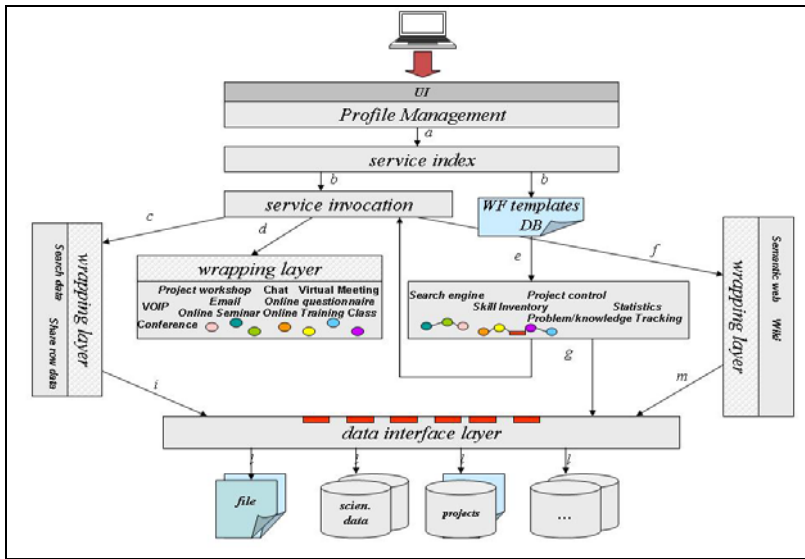 UI
Profile Management
a
service index
b
b
service invocation
WF templates
DB
c
d
e
f
Search data
Share row data
wrapping layer
wrapping layer
Project workshop
Chat
Virtual Meeting
Email
Online questionnaire
VOIP
Online Seminar
Online Training Class
Conference
Search engine
Project control
Skill Inventory
Statistics
Problem/knowledge Tracking
wrapping layer
Semantic web
Wiki
g
i
m
data interface layer
l
l
l
l
file
scien.
data
projects
...